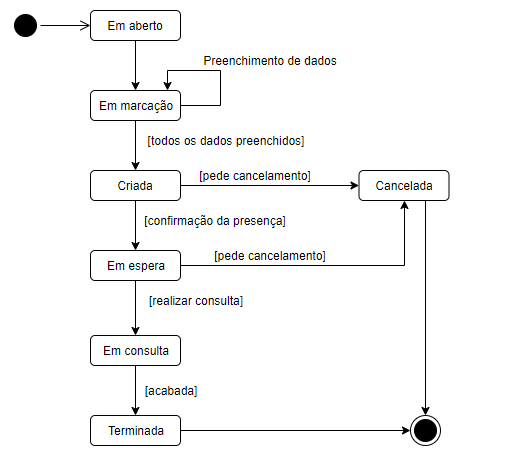 Em aberto
Preenchimento de dados
Em marcação
[todos os dados preenchidos]
Criada
[pede cancelamento]
Cancelada
[confirmação da presença]
Em espera
[pede cancelamento]
[realizar consulta]
Em consulta
[acabada]
Terminada